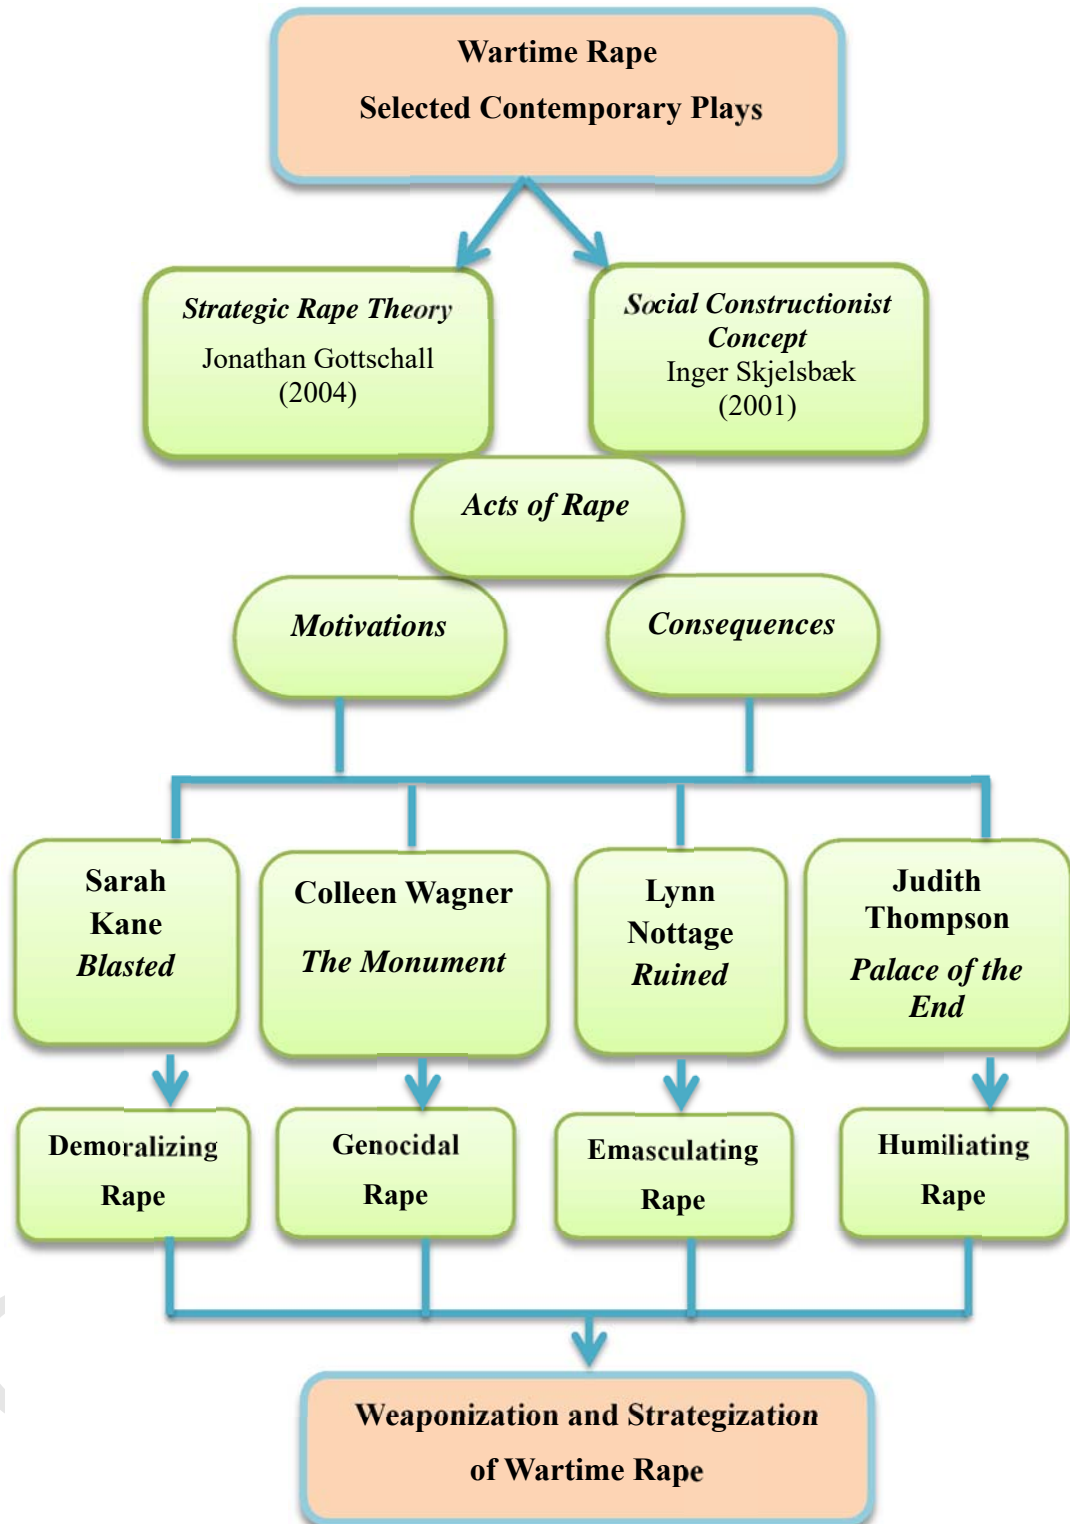 Wartime Rape
Selected Contemporary Plays
Strategic Rape Theory
Jonathan Gottschall
(2004)
Social Constructionist
Concept
Inger Skjelsbæk
(2001)
Acts of Rape
Motivations
Consequences
Sarah
Kane
Blasted
Colleen Wagner
The Monument
Lynn
Nottage
Ruined
Judith
Thompson
Palace of the
End
Demoralizing
Rape
Genocidal
Rape
Emasculating
Rape
Humiliating
Rape
Weaponization and Strategization
of Wartime Rape